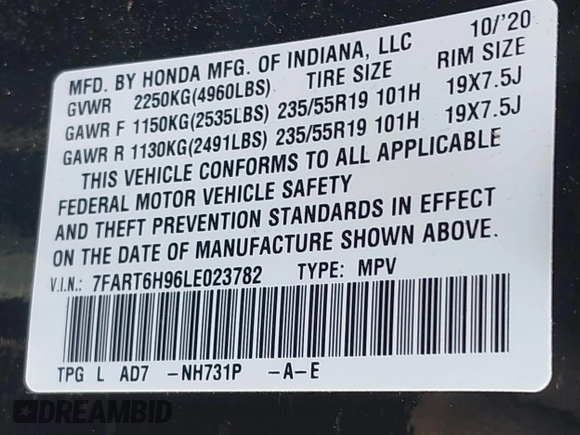 MFD. BY HONDA MFG. OF INDIANA, LLC 10/'20
GVWR 2250KG(4960LBS) TIRE SIZE RIM SIZE
GAWR F 1150KG(2535LBS) 235/55R19 101H 19X7.5J
GAWR R 1130KG(2491LBS) 235/55R19 101H 19X7.5J
THIS VEHICLE CONFORMS TO ALL APPLICABLE
FEDERAL MOTOR VEHICLE SAFETY
AND THEFT PREVENTION STANDARDS IN EFFECT
ON THE DATE OF MANUFACTURE SHOWN ABOVE.
V.I.N.: 7FART6H96LE023782 TYPE: MPV
TPG L AD7 -NH731P -A-E
DREAMBID